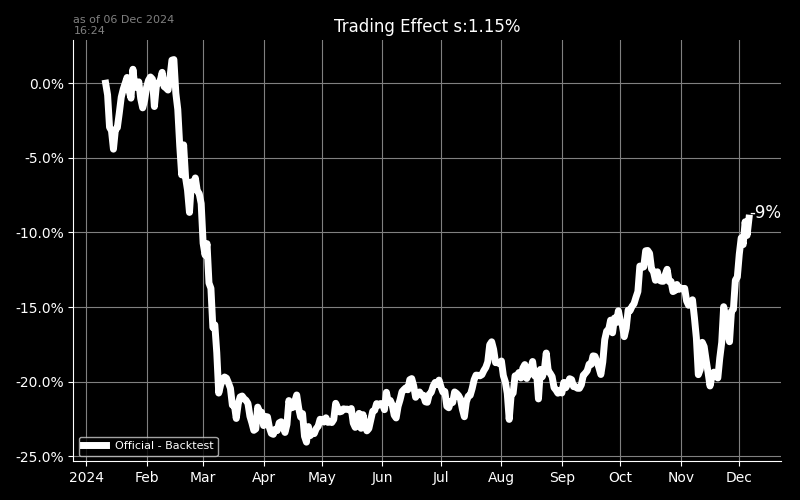 as of 06 Dec 2024
16:24
Trading Effect s:1.15%
0.0%
-5.0%
-10.0%
-15.0%
-20.0%
-25.0%
-9%
Official - Backtest
2024 Feb Mar Apr May Jun Jul Aug Sep Oct Nov Dec